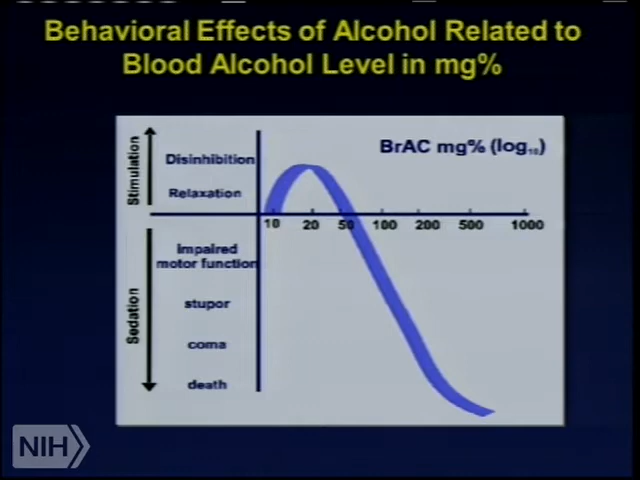 Behavioral Effects of Alcohol Related to
Blood Alcohol Level in mg%
BrAC mg% (log₁₀)
Stimulation
Disinhibition
Relaxation
10 20 50 100 200 500 1000
Sedation
impaired
motor function
stupor
coma
death
NIH